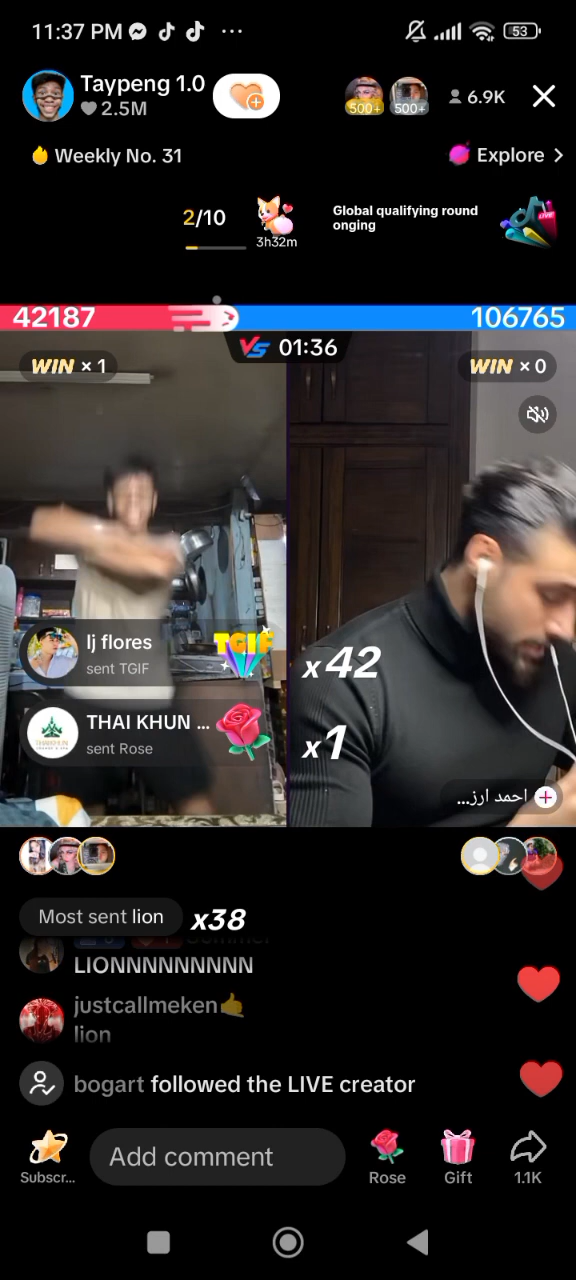 11:37 PM ...
53
Taypeng 1.0
2.5M
500+
500+
6.9K
Weekly No. 31
Explore
2/10
3h32m
Global qualifying round
onging
LIVE
42187
106765
VS 01:36
WIN x 1
WIN x 0
lj flores
sent TGIF
TGIF
x42
THAI KHUN ...
sent Rose
x1
احمد ارز...
Most sent lion
x38
LIONNNNNNNNN
justcallmeken🤙
lion
bogart followed the LIVE creator
Subscr...
Add comment
Rose
Gift
1.1K